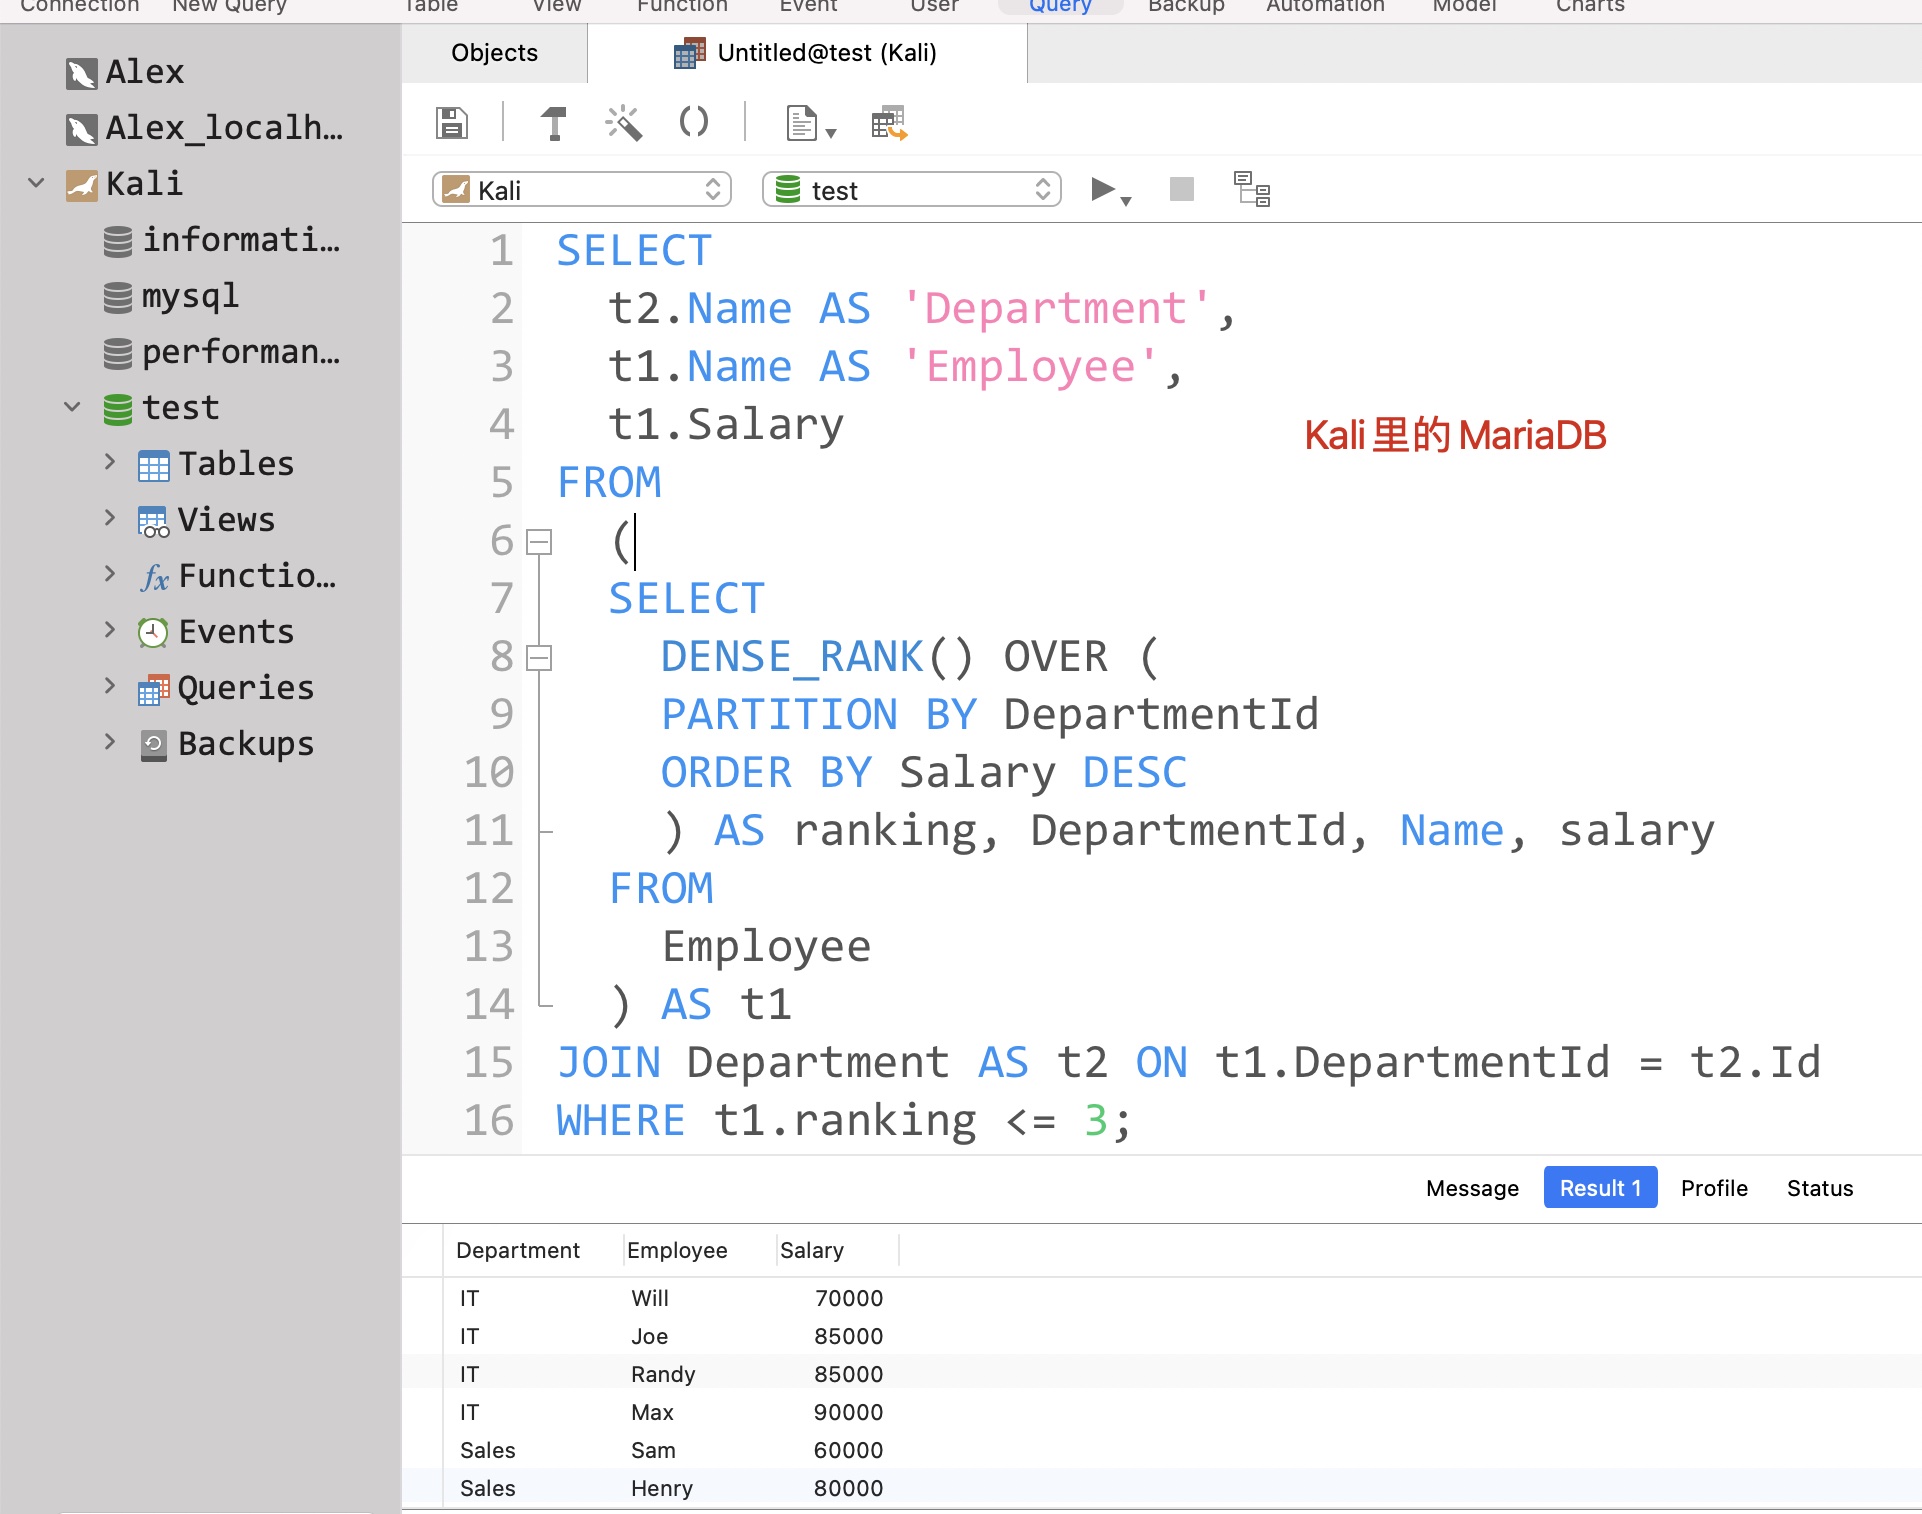 Connection New Query Table View Function Event User Query Backup Automation Model Charts
Alex
Alex_localh...
Kali
informati...
mysql
performan...
test
Tables
Views
fx Functio...
Events
Queries
Backups
Objects Untitled@test (Kali)
Kali test
1 SELECT
2 t2.Name AS 'Department',
3 t1.Name AS 'Employee',
4 t1.Salary
Kali 里的 MariaDB
5 FROM
6 (
7 SELECT
8 DENSE_RANK() OVER (
9 PARTITION BY DepartmentId
10 ORDER BY Salary DESC
11 ) AS ranking, DepartmentId, Name, salary
12 FROM
13 Employee
14 ) AS t1
15 JOIN Department AS t2 ON t1.DepartmentId = t2.Id
16 WHERE t1.ranking <= 3;
Message Result 1 Profile Status
Department Employee Salary
IT Will 70000
IT Joe 85000
IT Randy 85000
IT Max 90000
Sales Sam 60000
Sales Henry 80000